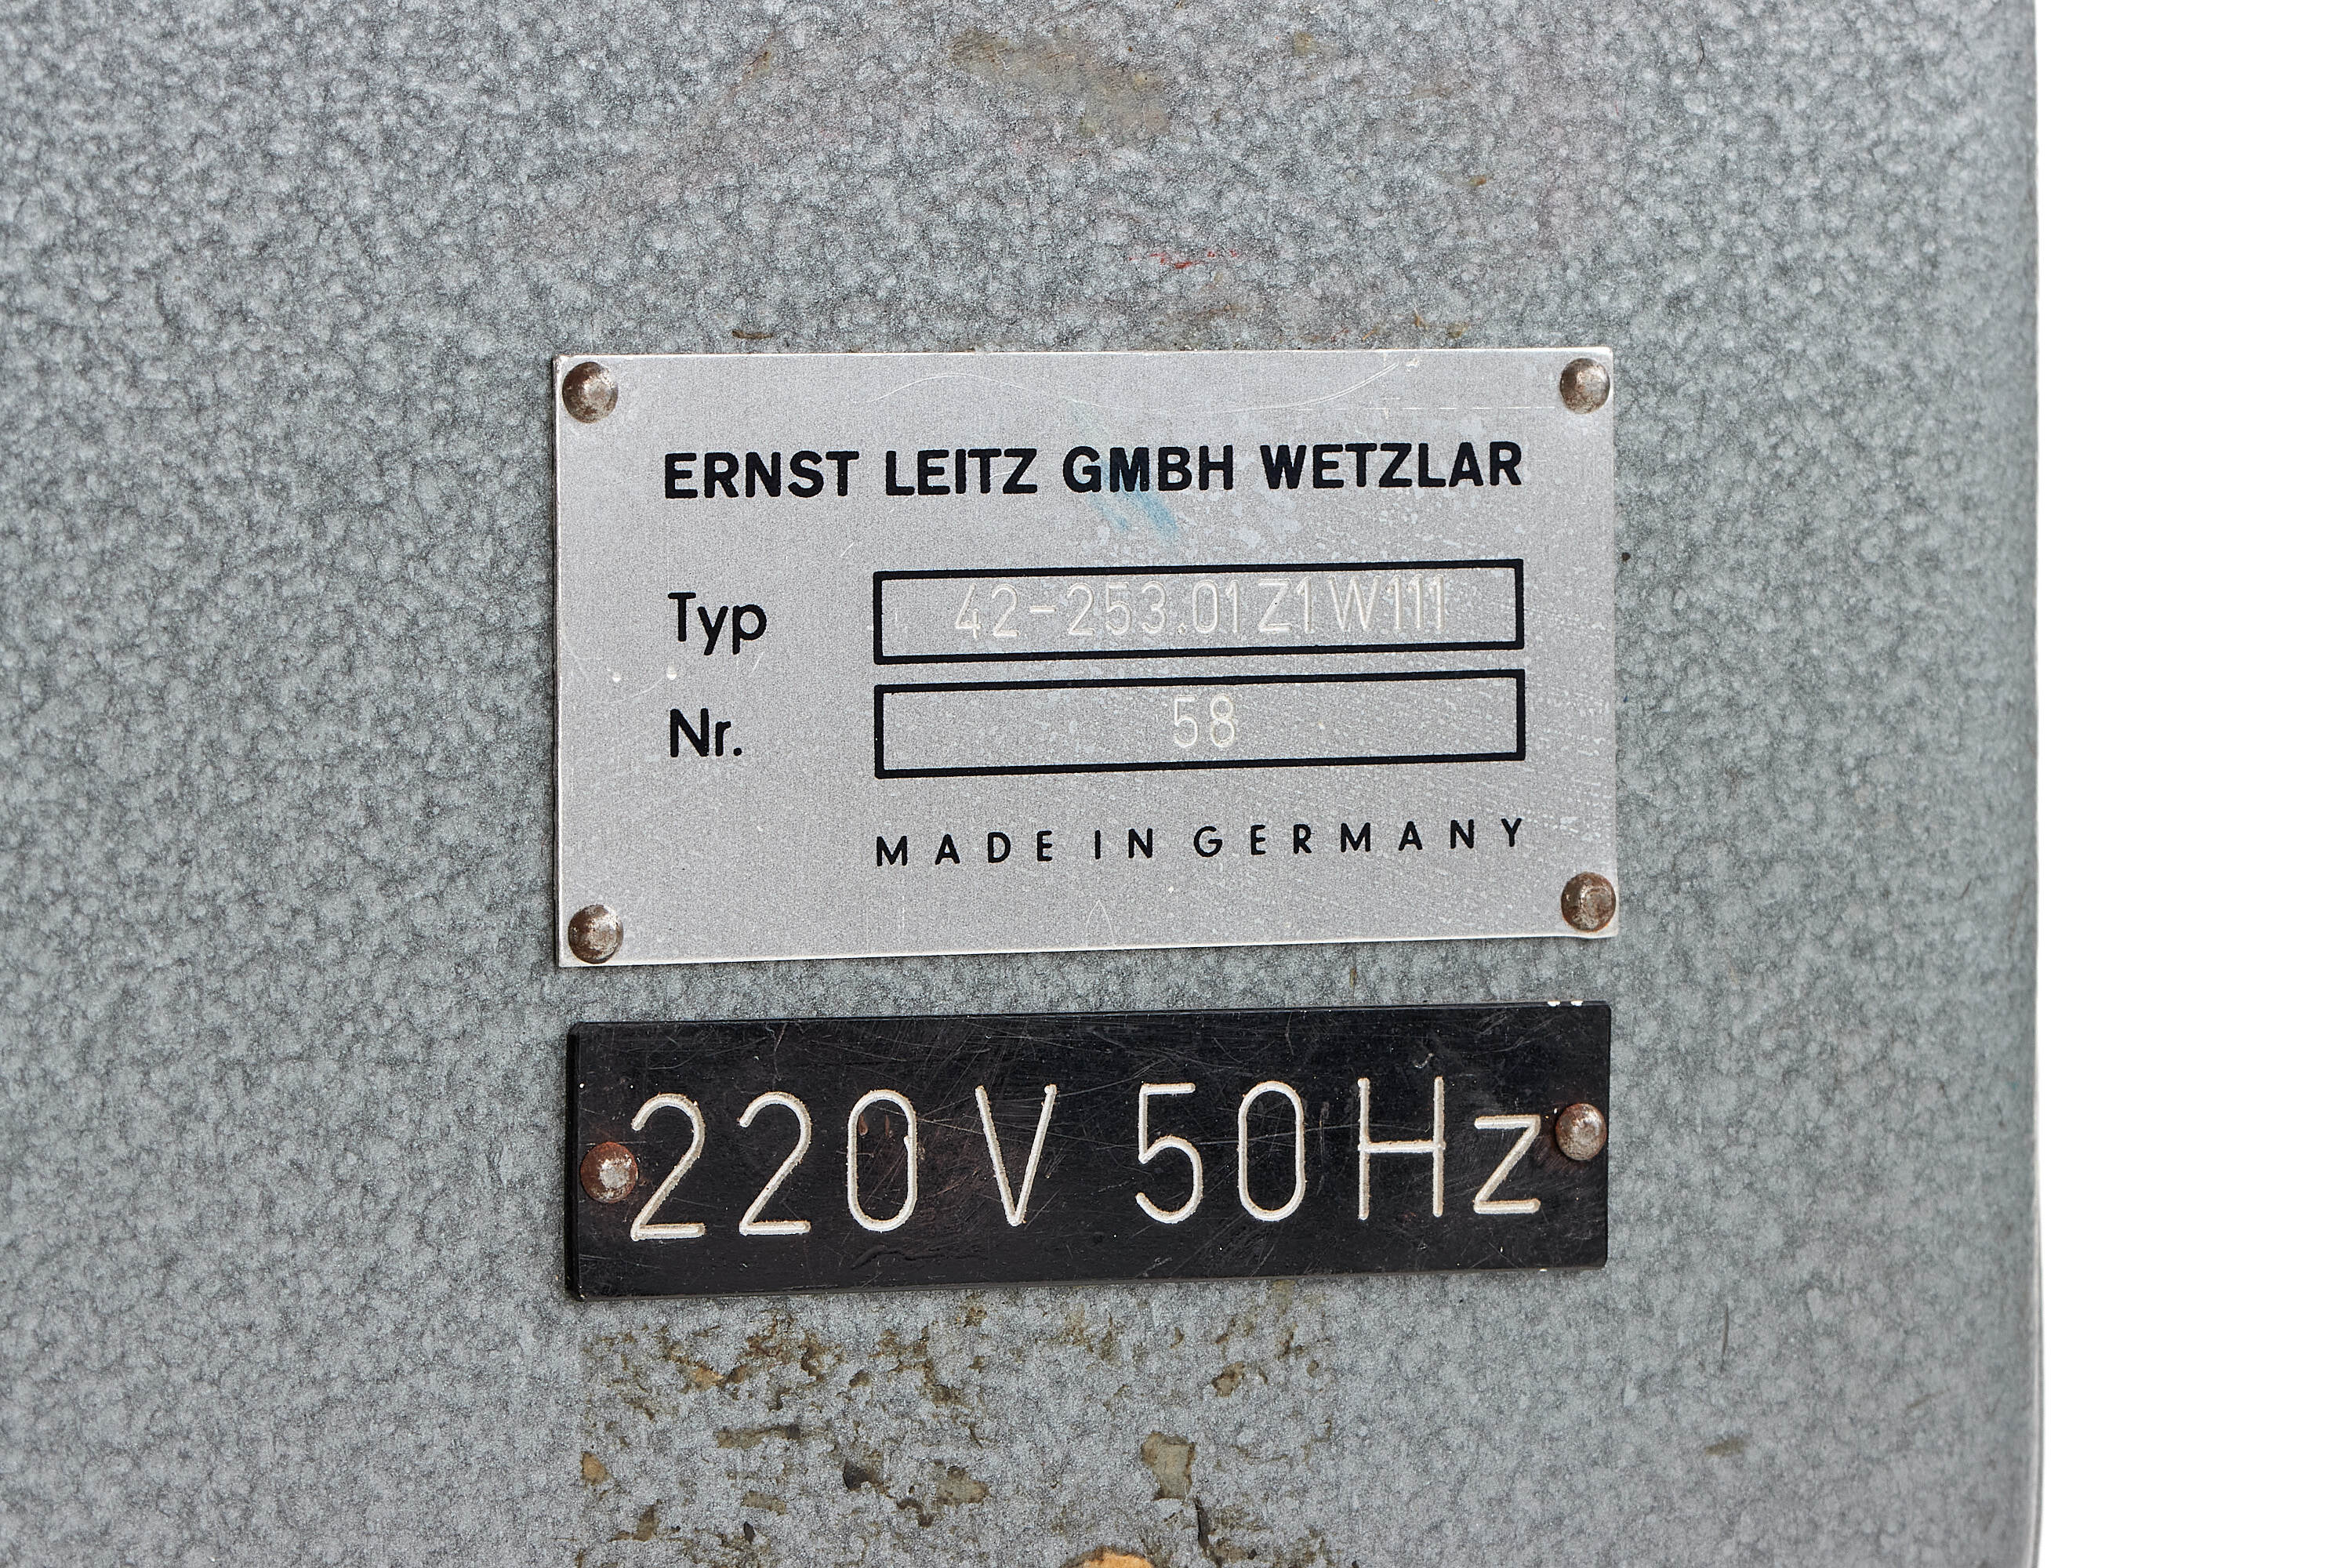 ERNST LEITZ GMBH WETZLAR
Typ 42-253.01Z1W111
Nr. 58
MADE IN GERMANY
220V 50Hz